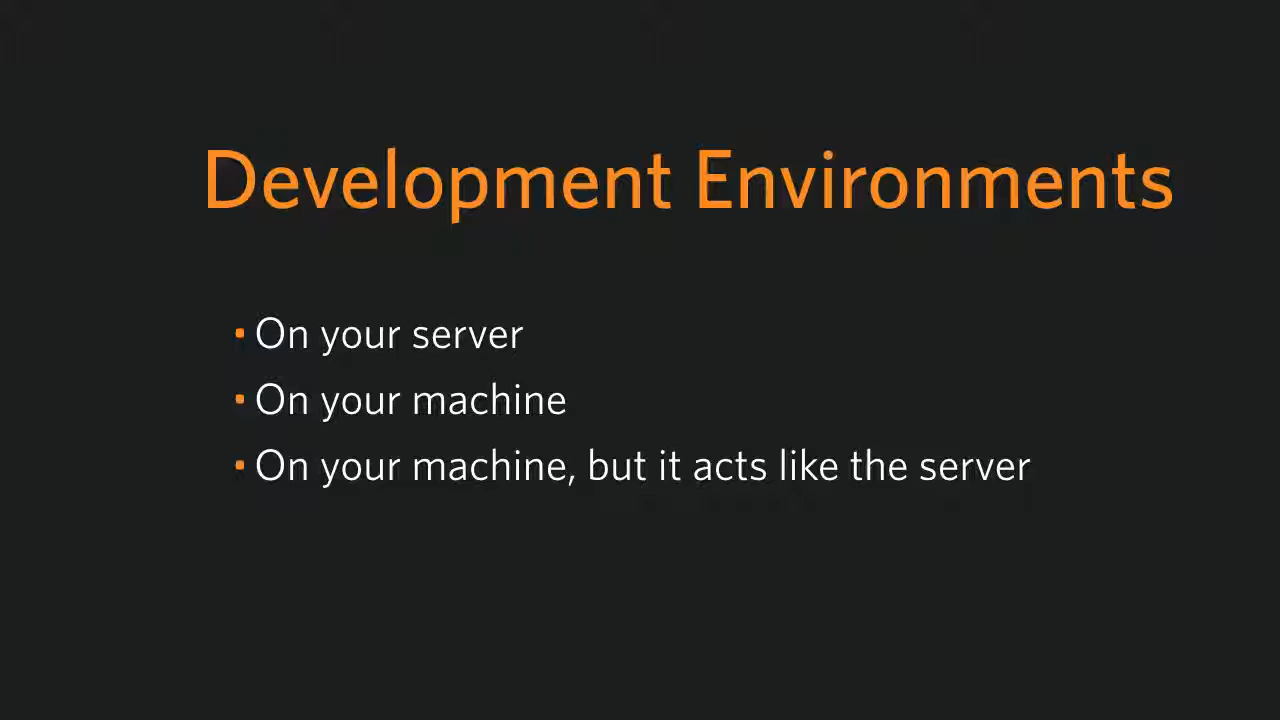 Development Environments
• On your server
• On your machine
• On your machine, but it acts like the server